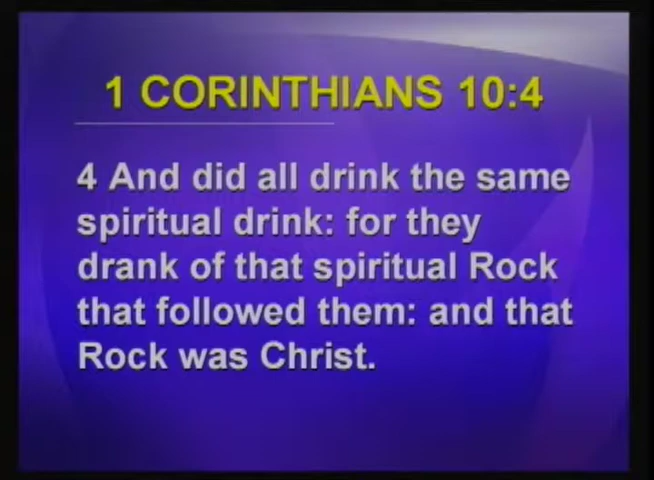 1 CORINTHIANS 10:4
4 And did all drink the same
spiritual drink: for they
drank of that spiritual Rock
that followed them: and that
Rock was Christ.